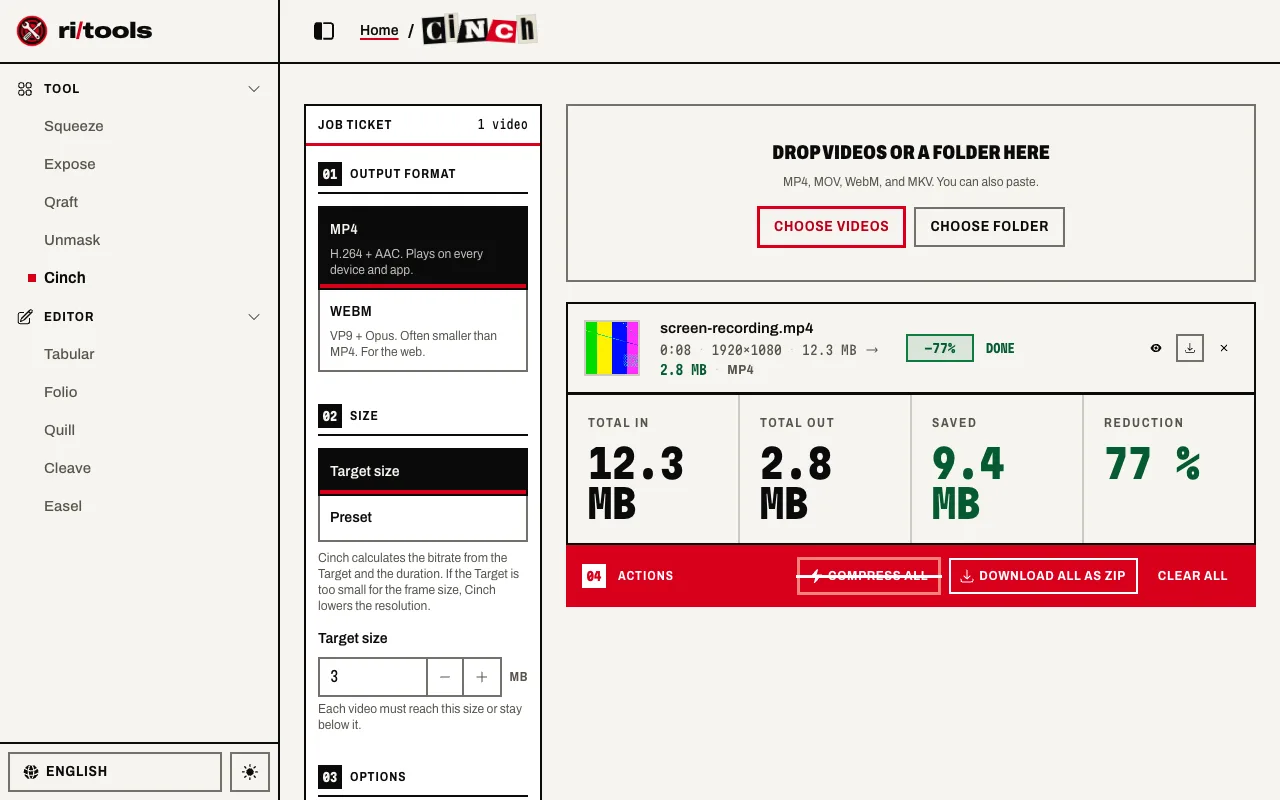 ri/tools
Home / CiNch
TOOL
Squeeze
Expose
Qraft
Unmask
Cinch
EDITOR
Tabular
Folio
Quill
Cleave
Easel
ENGLISH
JOB TICKET 1 video
01 OUTPUT FORMAT
MP4
H.264 + AAC. Plays on every
device and app.
WEBM
VP9 + Opus. Often smaller than
MP4. For the web.
02 SIZE
Target size
Preset
Cinch calculates the bitrate from the
Target and the duration. If the Target is
too small for the frame size, Cinch
lowers the resolution.
Target size
3 − + MB
Each video must reach this size or stay
below it.
03 OPTIONS
DROP VIDEOS OR A FOLDER HERE
MP4, MOV, WebM, and MKV. You can also paste.
CHOOSE VIDEOS CHOOSE FOLDER
screen-recording.mp4
0:08 · 1920×1080 · 12.3 MB →
2.8 MB · MP4
−77% DONE
TOTAL IN
12.3
MB
TOTAL OUT
2.8
MB
SAVED
9.4
MB
REDUCTION
77 %
04 ACTIONS COMPRESS ALL DOWNLOAD ALL AS ZIP CLEAR ALL